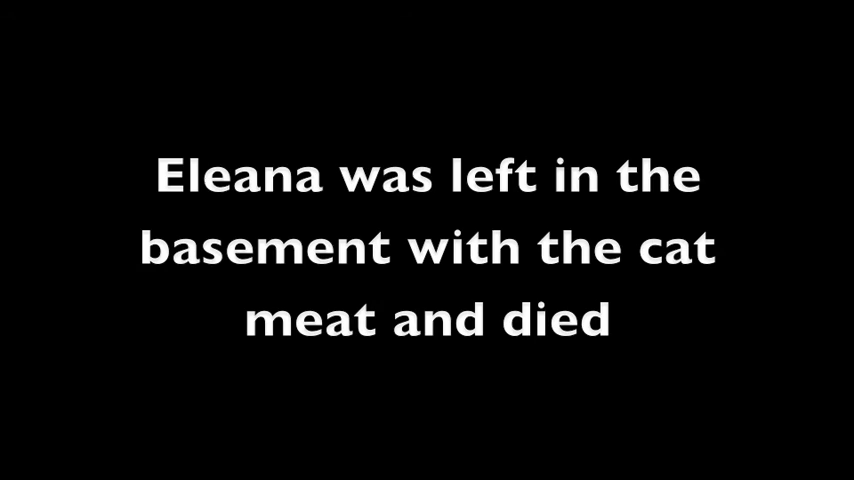 Eleana was left in the
basement with the cat
meat and died